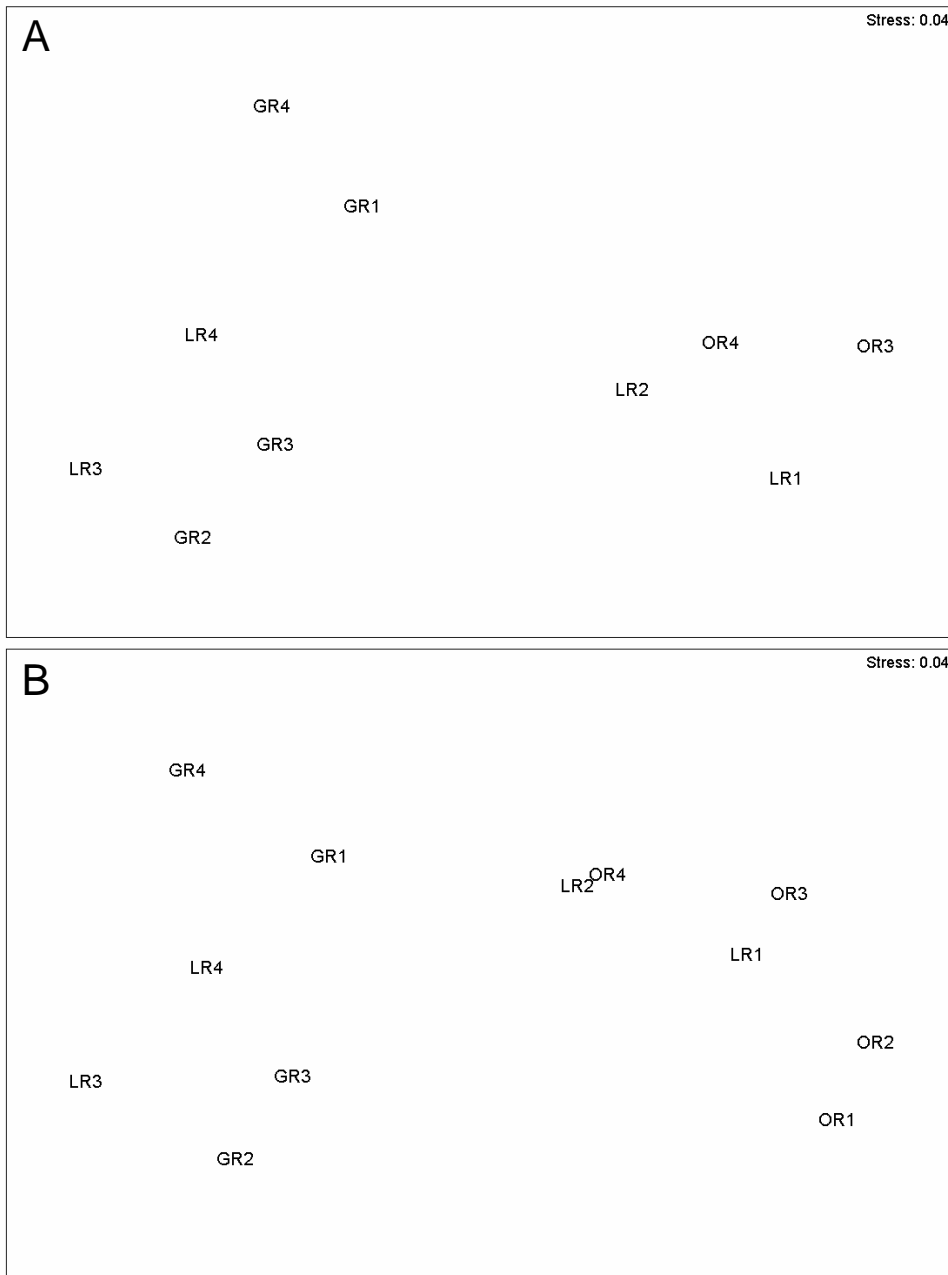 A
Stress: 0.04
GR4
GR1
LR4
OR4
OR3
LR2
GR3
LR3
LR1
GR2
B
Stress: 0.04
GR4
GR1
OR4
LR2
OR3
LR1
LR4
OR2
GR3
LR3
OR1
GR2